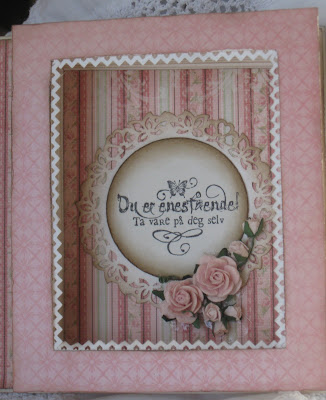 Du er enestående!
Ta vare på deg selv